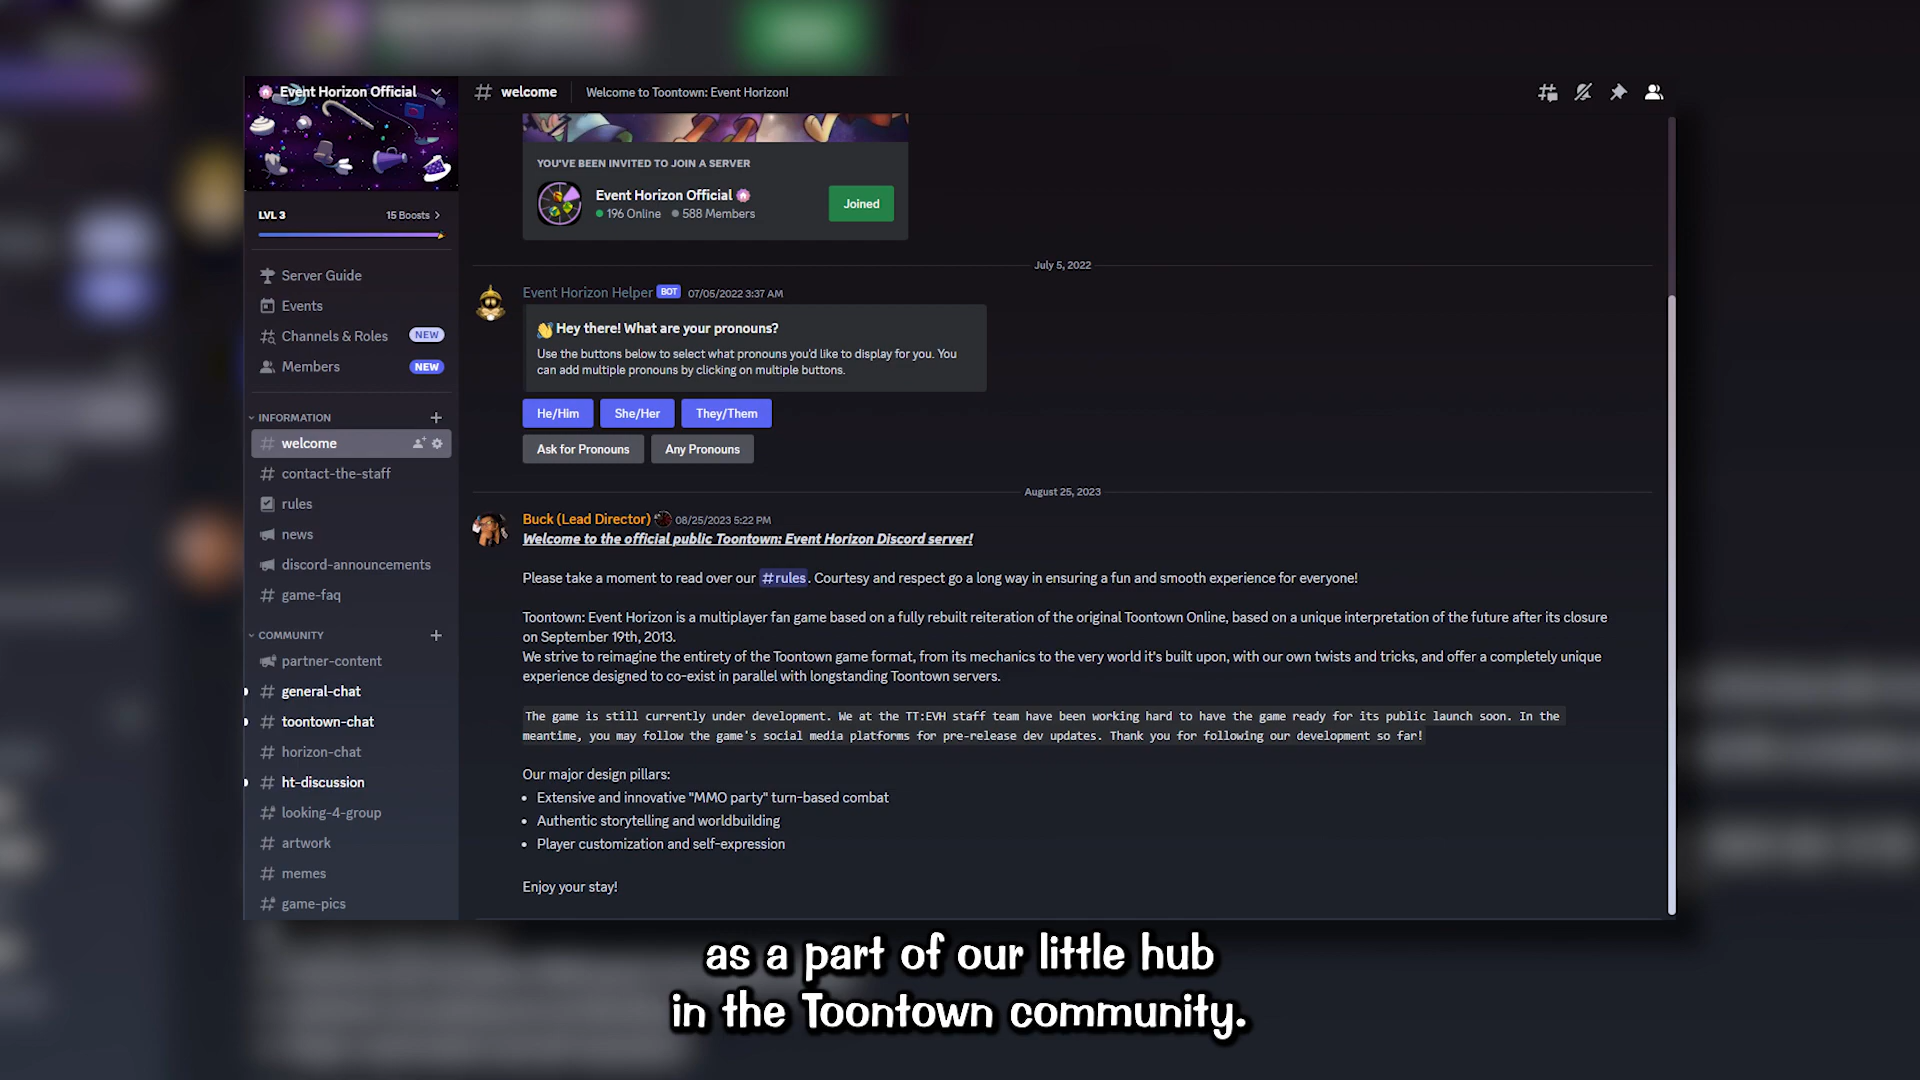 Event Horizon Official
LVL 3
15 Boosts
Server Guide
Events
Channels & Roles NEW
Members NEW
INFORMATION
welcome
contact-the-staff
rules
news
discord-announcements
game-faq
COMMUNITY
partner-content
general-chat
toontown-chat
horizon-chat
ht-discussion
looking-4-group
artwork
memes
game-pics
# welcome
Welcome to Toontown: Event Horizon!
YOU'VE BEEN INVITED TO JOIN A SERVER
Event Horizon Official
196 Online 588 Members
Joined
July 5, 2022
Event Horizon Helper BOT 07/05/2022 3:37 AM
👋 Hey there! What are your pronouns?
Use the buttons below to select what pronouns you'd like to display for you. You
can add multiple pronouns by clicking on multiple buttons.
He/Him She/Her They/Them
Ask for Pronouns Any Pronouns
August 25, 2023
Buck (Lead Director) 08/25/2023 5:22 PM
Welcome to the official public Toontown: Event Horizon Discord server!
Please take a moment to read over our #rules. Courtesy and respect go a long way in ensuring a fun and smooth experience for everyone!
Toontown: Event Horizon is a multiplayer fan game based on a fully rebuilt reiteration of the original Toontown Online, based on a unique interpretation of the future after its closure
on September 19th, 2013.
We strive to reimagine the entirety of the Toontown game format, from its mechanics to the very world it's built upon, with our own twists and tricks, and offer a completely unique
experience designed to co-exist in parallel with longstanding Toontown servers.
The game is still currently under development. We at the TT:EVH staff team have been working hard to have the game ready for its public launch soon. In the
meantime, you may follow the game's social media platforms for pre-release dev updates. Thank you for following our development so far!
Our major design pillars:
• Extensive and innovative "MMO party" turn-based combat
• Authentic storytelling and worldbuilding
• Player customization and self-expression
Enjoy your stay!
as a part of our little hub
in the Toontown community.